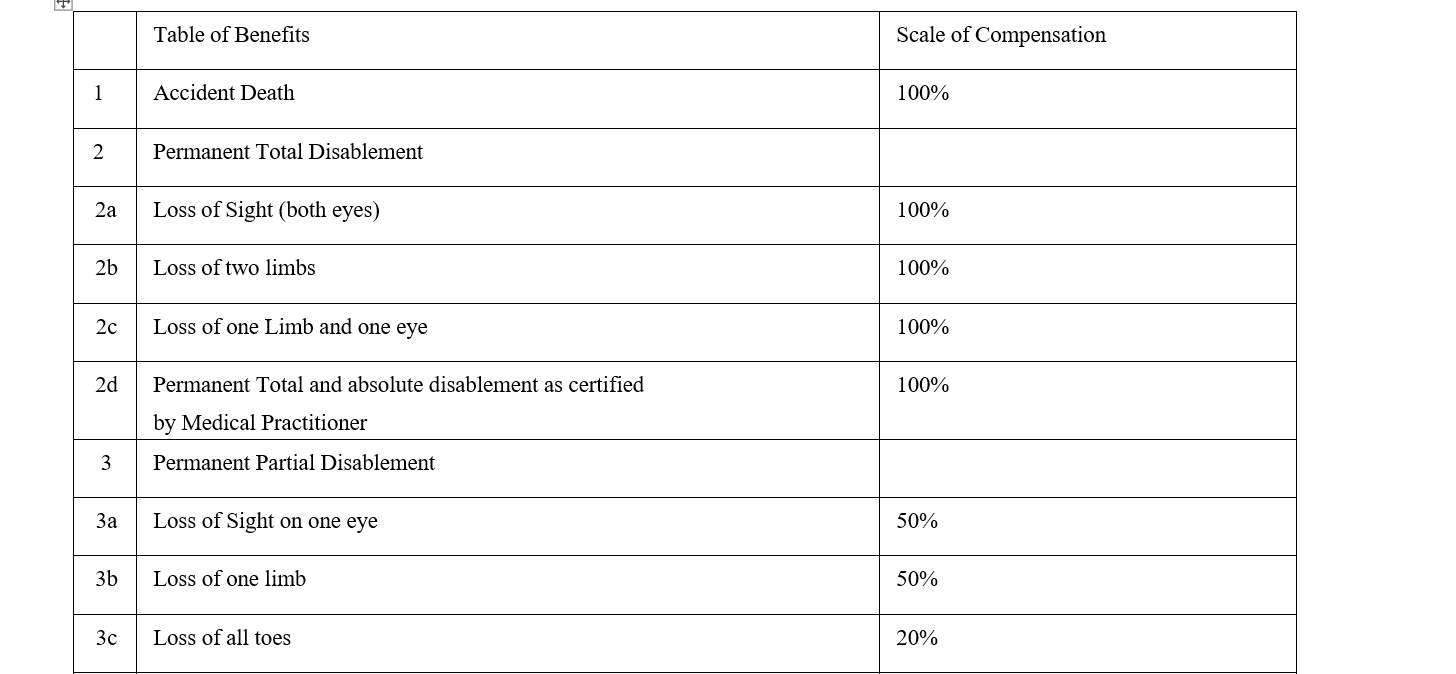 Table of Benefits Scale of Compensation
1 Accident Death 100%
2 Permanent Total Disablement
2a Loss of Sight (both eyes) 100%
2b Loss of two limbs 100%
2c Loss of one Limb and one eye 100%
2d Permanent Total and absolute disablement as certified 100%
by Medical Practitioner
3 Permanent Partial Disablement
3a Loss of Sight on one eye 50%
3b Loss of one limb 50%
3c Loss of all toes 20%